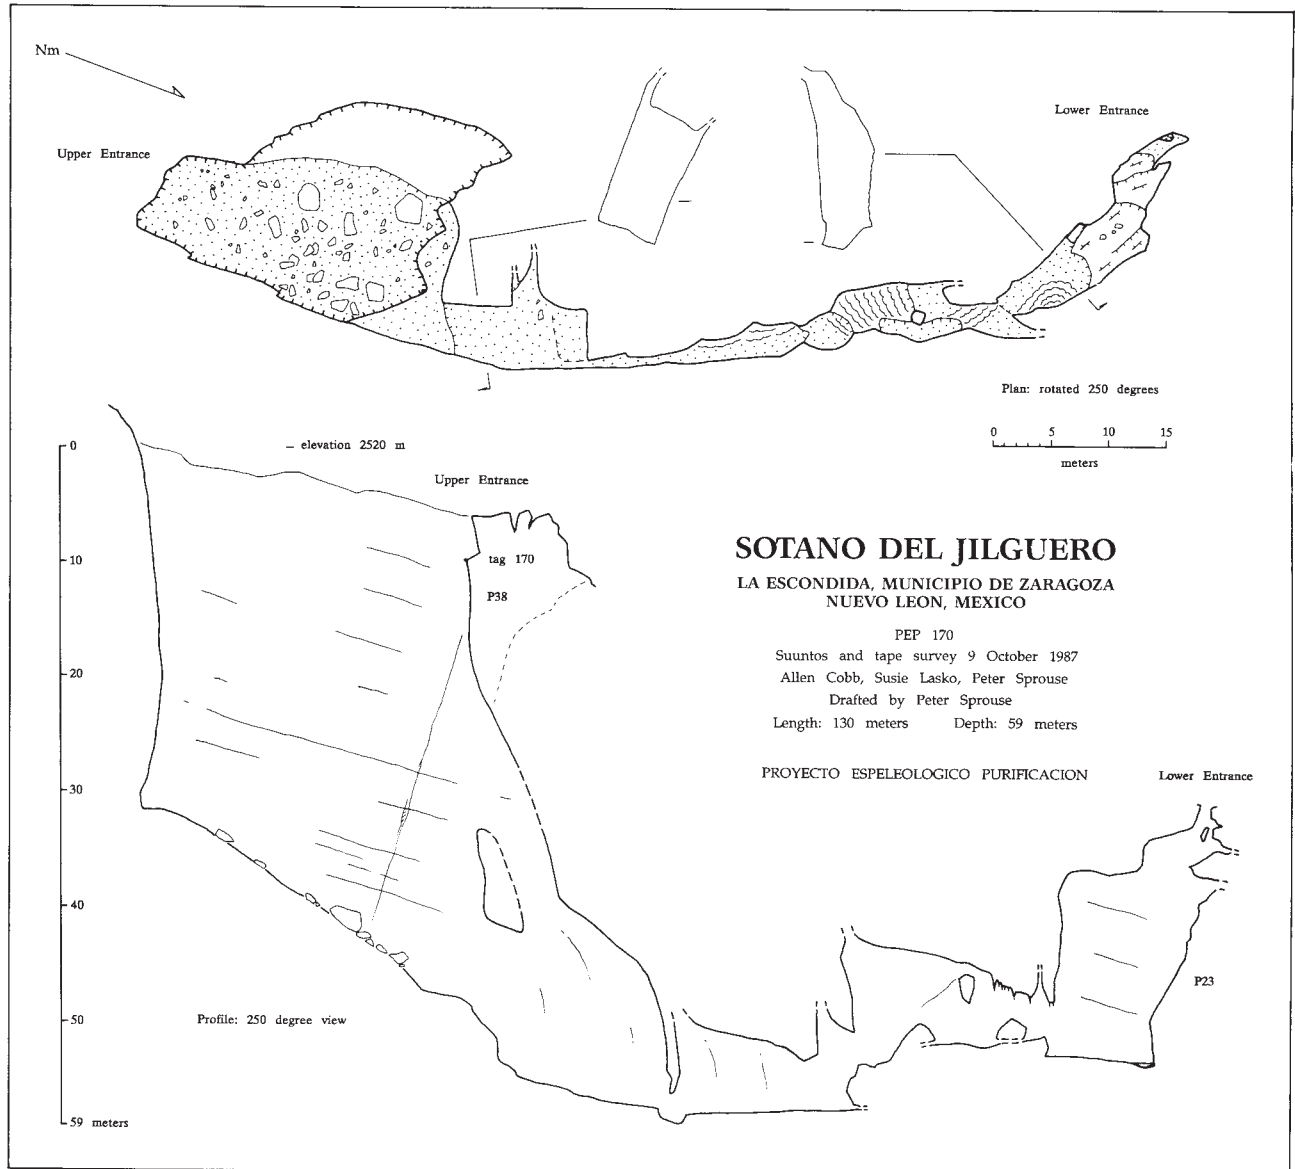 Nm
Upper Entrance
Lower Entrance
Plan: rotated 250 degrees
0 5 10 15
meters
0
– elevation 2520 m
Upper Entrance
10
tag 170
P38
20
30
40
50
59 meters
Profile: 250 degree view
SOTANO DEL JILGUERO
LA ESCONDIDA, MUNICIPIO DE ZARAGOZA
NUEVO LEON, MEXICO
PEP 170
Suuntos and tape survey 9 October 1987
Allen Cobb, Susie Lasko, Peter Sprouse
Drafted by Peter Sprouse
Length: 130 meters Depth: 59 meters
PROYECTO ESPELEOLOGICO PURIFICACION
Lower Entrance
P23